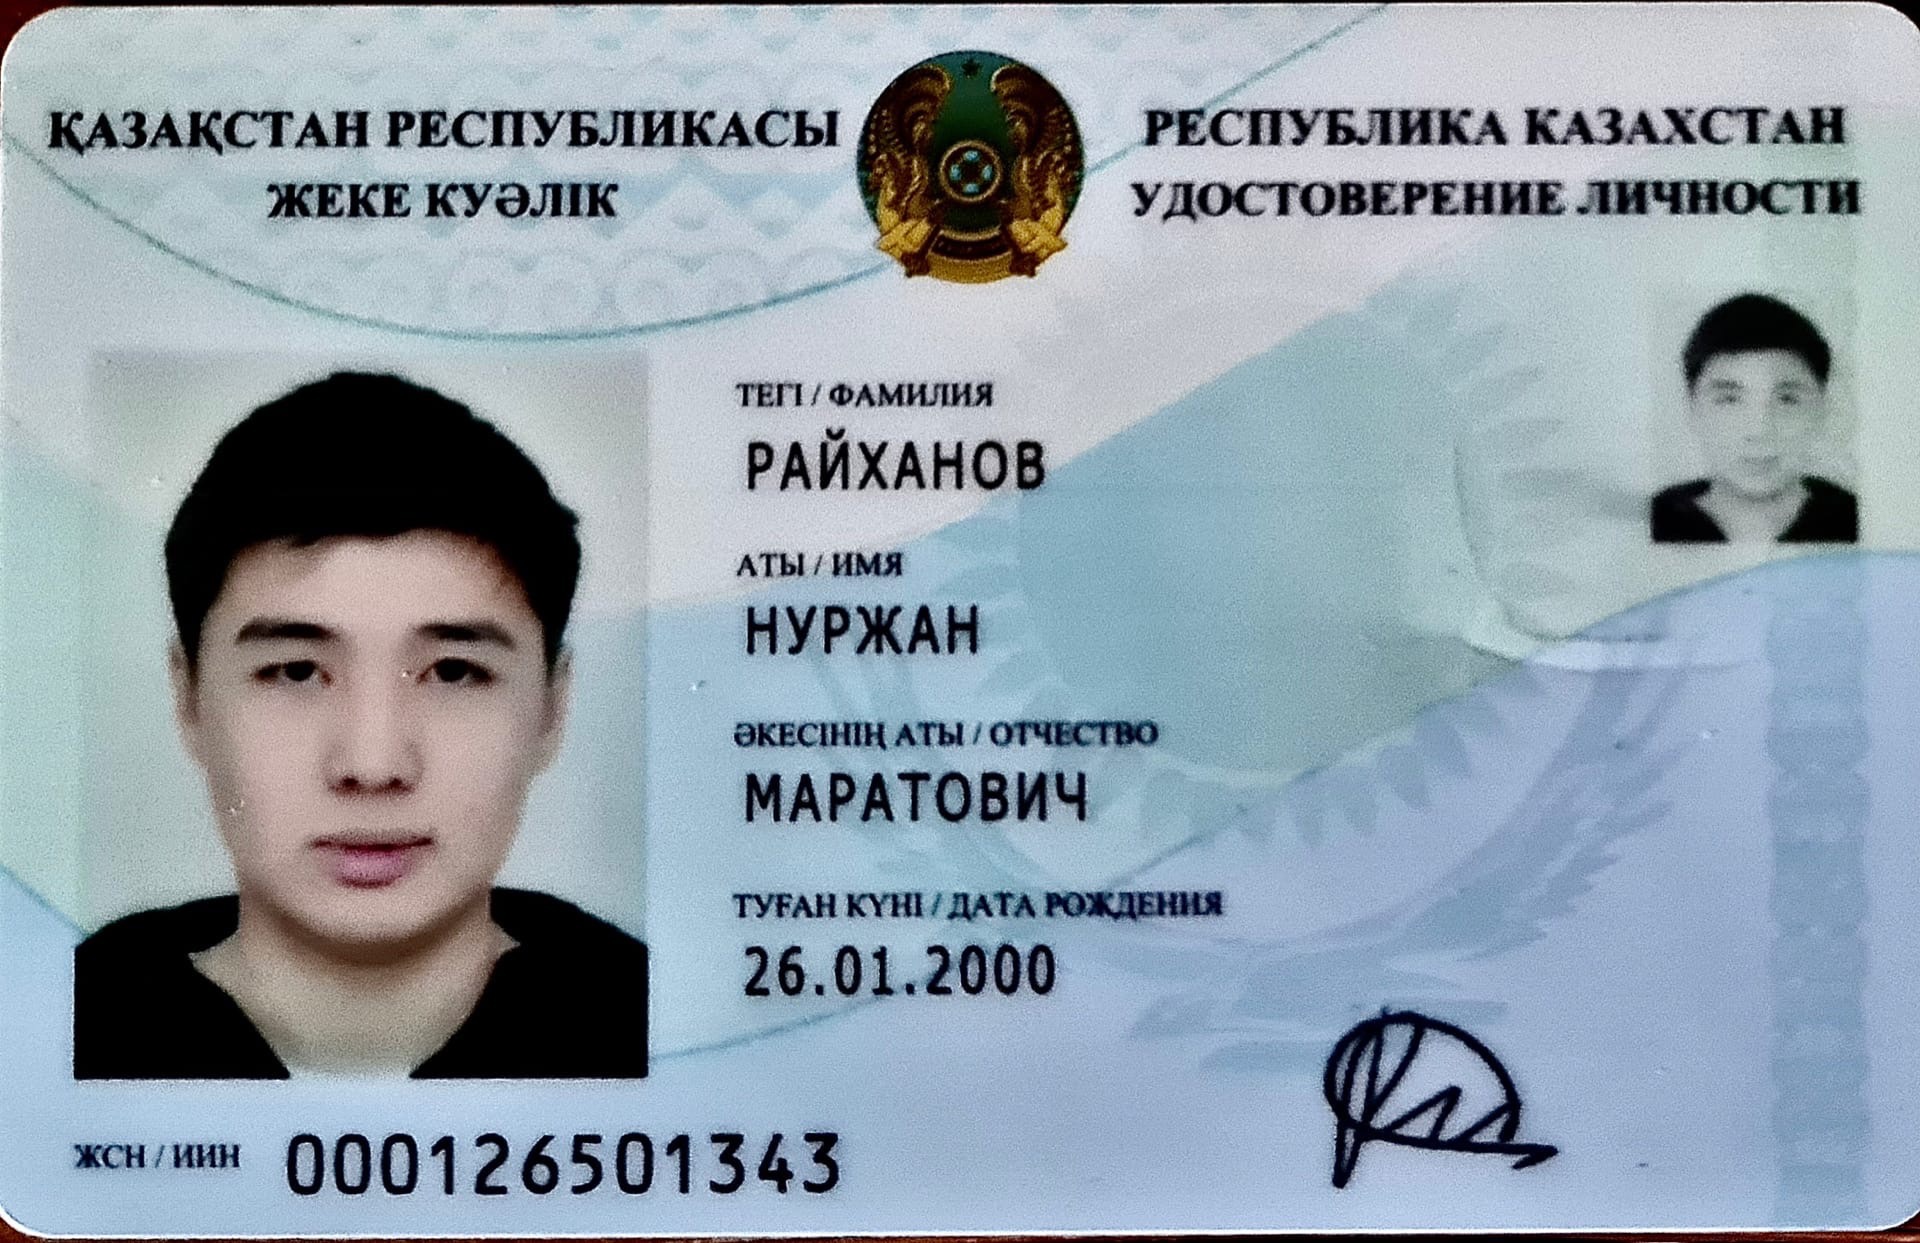 ҚАЗАҚСТАН РЕСПУБЛИКАСЫ
ЖЕКЕ КУӘЛІК
РЕСПУБЛИКА КАЗАХСТАН
УДОСТОВЕРЕНИЕ ЛИЧНОСТИ
ТЕГІ / ФАМИЛИЯ
РАЙХАНОВ
АТЫ / ИМЯ
НУРЖАН
ӘКЕСІНІҢ АТЫ / ОТЧЕСТВО
МАРАТОВИЧ
ТУҒАН КҮНІ / ДАТА РОЖДЕНИЯ
26.01.2000
ЖСН / ИИН 000126501343